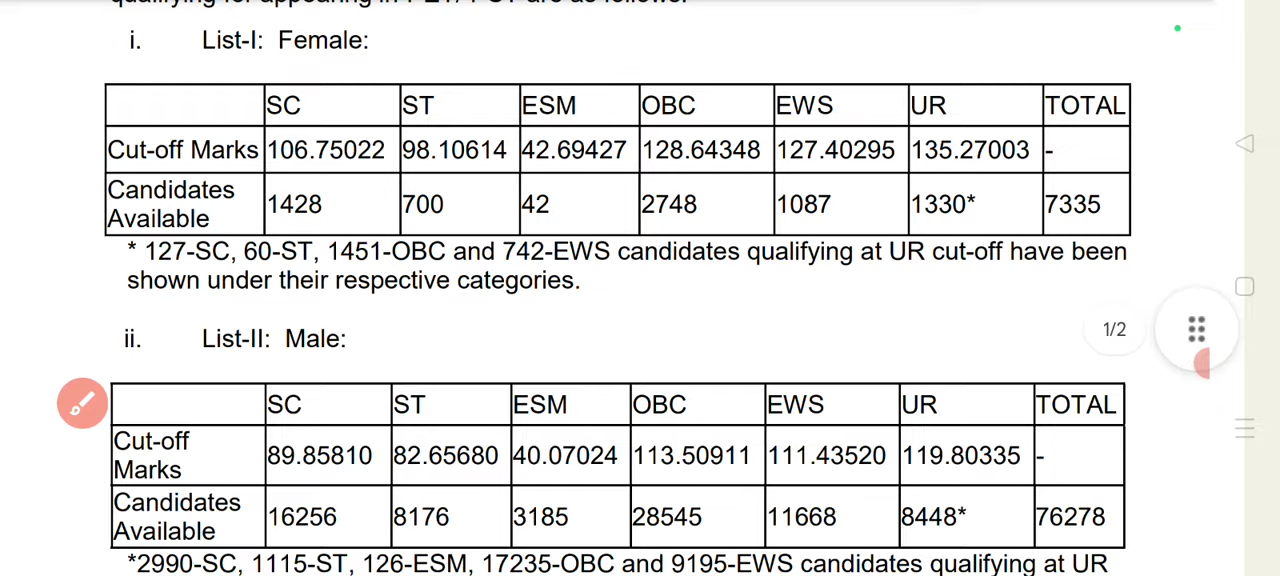 i. List-I: Female:
SC ST ESM OBC EWS UR TOTAL
Cut-off Marks 106.75022 98.10614 42.69427 128.64348 127.40295 135.27003 -
Candidates Available 1428 700 42 2748 1087 1330* 7335
* 127-SC, 60-ST, 1451-OBC and 742-EWS candidates qualifying at UR cut-off have been
shown under their respective categories.
ii. List-II: Male:
1/2
SC ST ESM OBC EWS UR TOTAL
Cut-off Marks 89.85810 82.65680 40.07024 113.50911 111.43520 119.80335 -
Candidates Available 16256 8176 3185 28545 11668 8448* 76278
*2990-SC, 1115-ST, 126-ESM, 17235-OBC and 9195-EWS candidates qualifying at UR